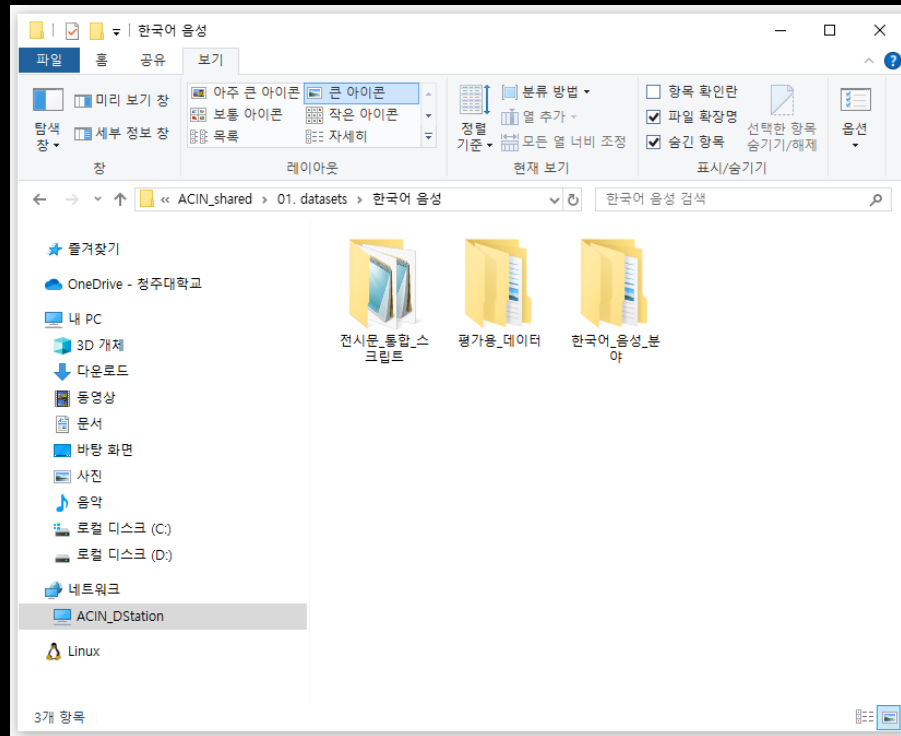 한국어 음성
파일 홈 공유 보기
탐색
창
미리 보기 창
세부 정보 창
창
아주 큰 아이콘 큰 아이콘
보통 아이콘 작은 아이콘
목록 자세히
레이아웃
정렬
기준
분류 방법
열 추가
모든 열 너비 조정
현재 보기
항목 확인란
파일 확장명
숨긴 항목
선택한 항목
숨기기/해제
표시/숨기기
옵션
« ACIN_shared > 01. datasets > 한국어 음성
한국어 음성 검색
즐겨찾기
OneDrive - 청주대학교
내 PC
3D 개체
다운로드
동영상
문서
바탕 화면
사진
음악
로컬 디스크 (C:)
로컬 디스크 (D:)
네트워크
ACIN_DStation
Linux
전시문_통합_스
크립트
평가용_데이터
한국어_음성_분
야
3개 항목